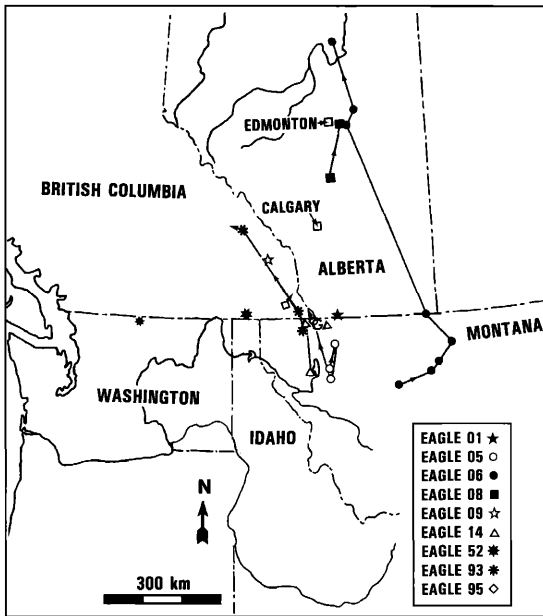 EDMONTON
BRITISH COLUMBIA
CALGARY
ALBERTA
MONTANA
WASHINGTON
IDAHO
N
300 km
EAGLE 01
EAGLE 05
EAGLE 06
EAGLE 08
EAGLE 09
EAGLE 14
EAGLE 52
EAGLE 93
EAGLE 95